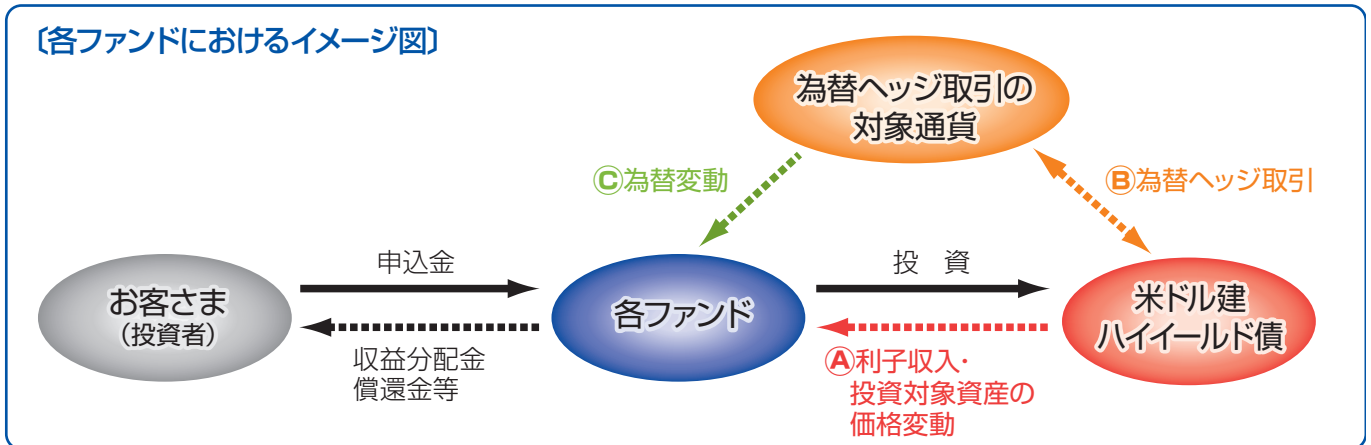 〔各ファンドにおけるイメージ図〕
為替ヘッジ取引の
対象通貨
Ⓒ為替変動
Ⓑ為替ヘッジ取引
申込金
投 資
お客さま
（投資者）
各ファンド
米ドル建
ハイイールド債
収益分配金
償還金等
Ⓐ利子収入・
投資対象資産の
価格変動